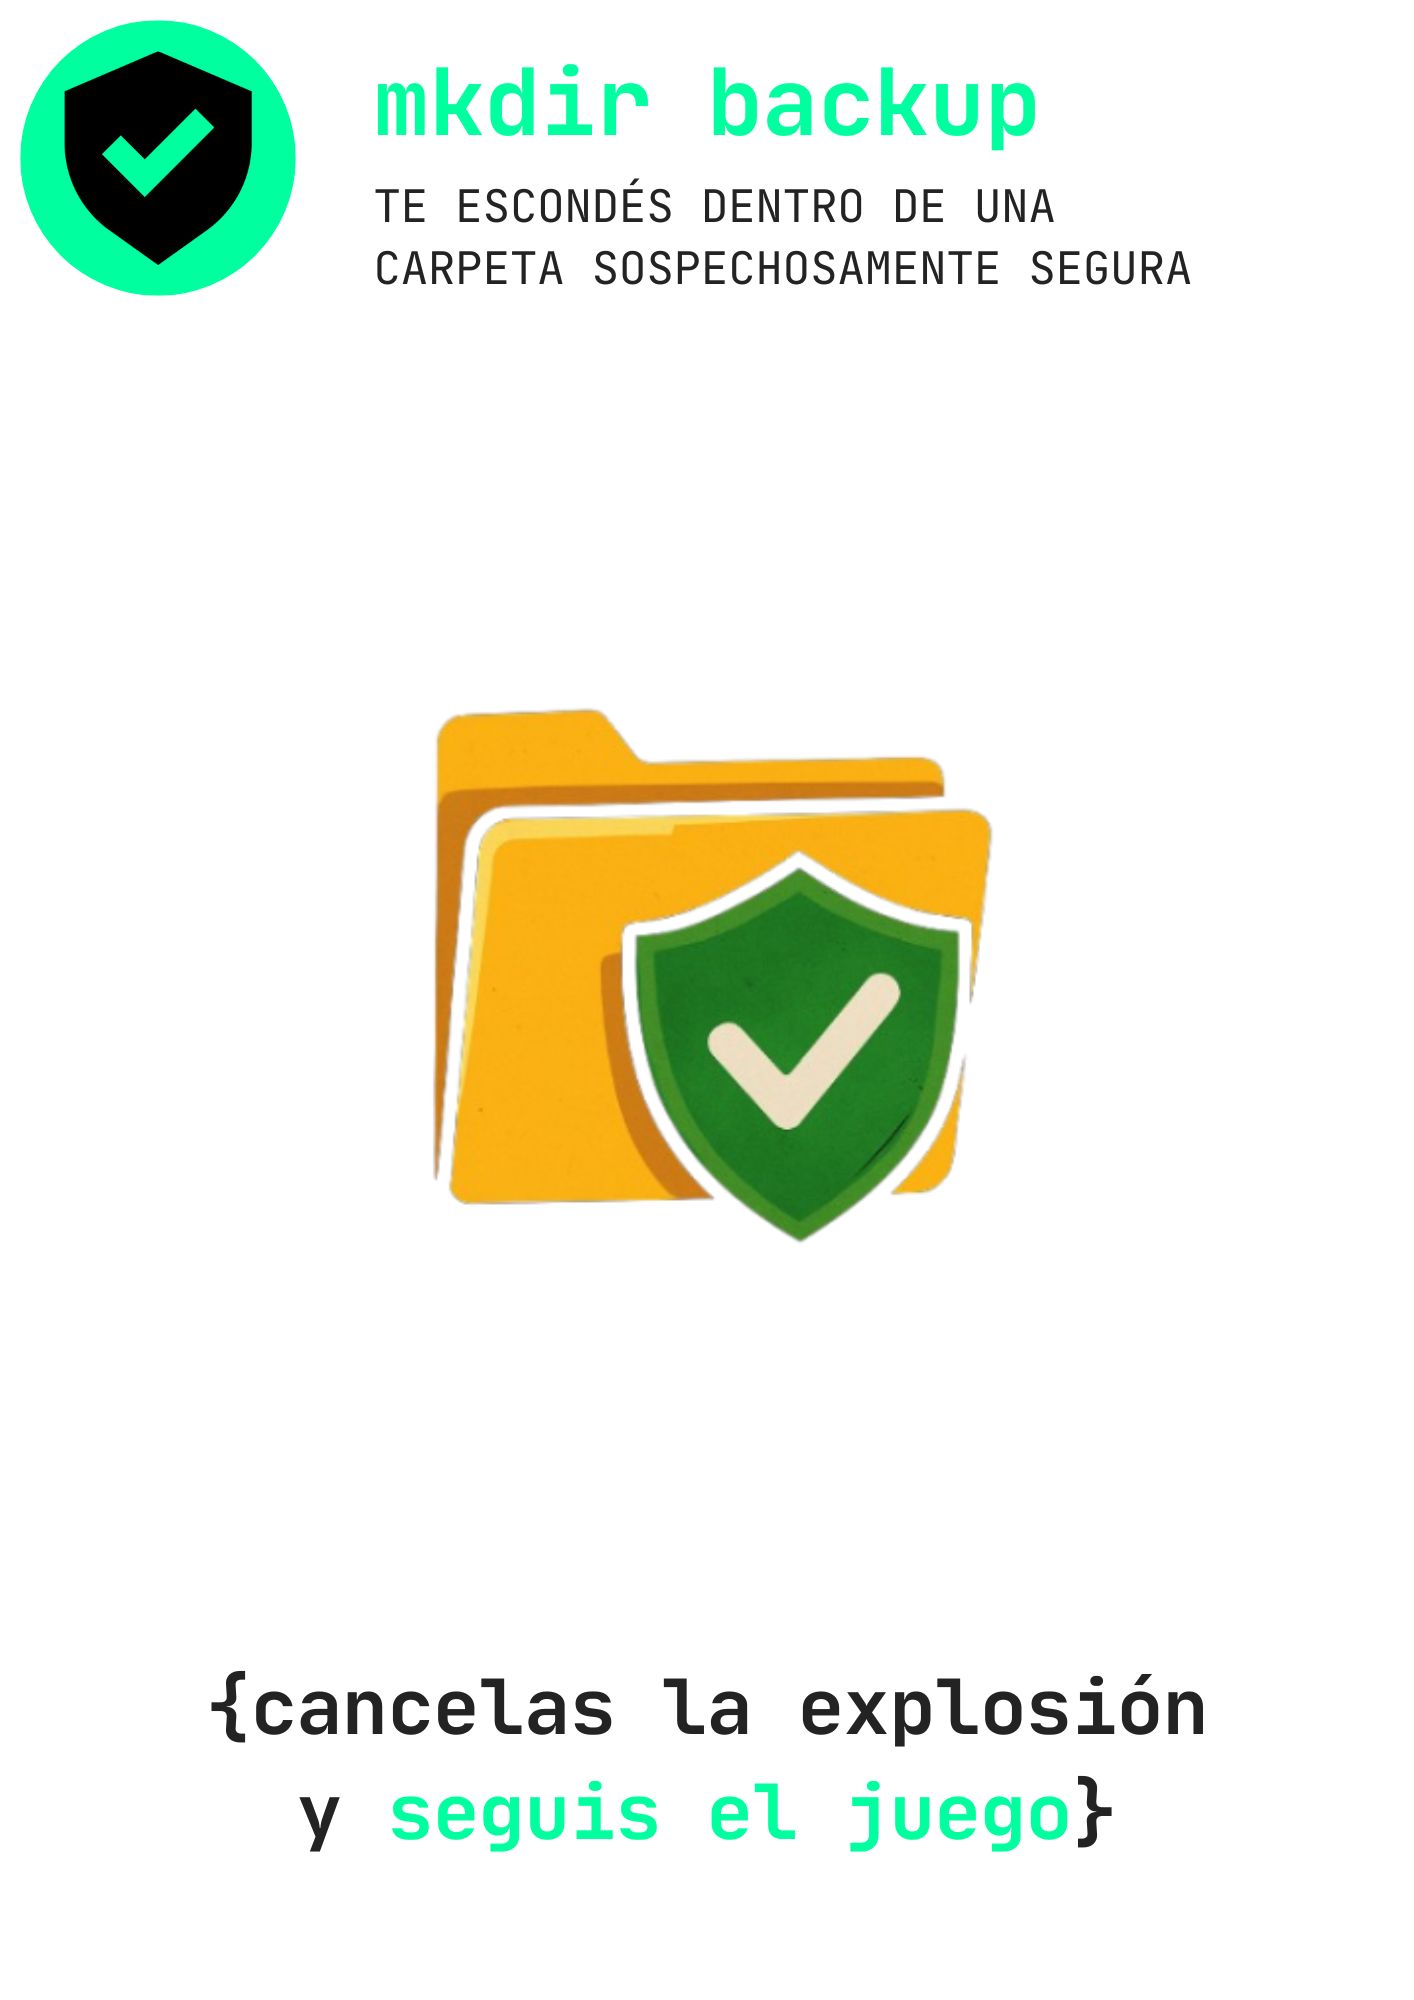 mkdir backup
TE ESCONDÉS DENTRO DE UNA
CARPETA SOSPECHOSAMENTE SEGURA
{cancelas la explosión
y seguis el juego}